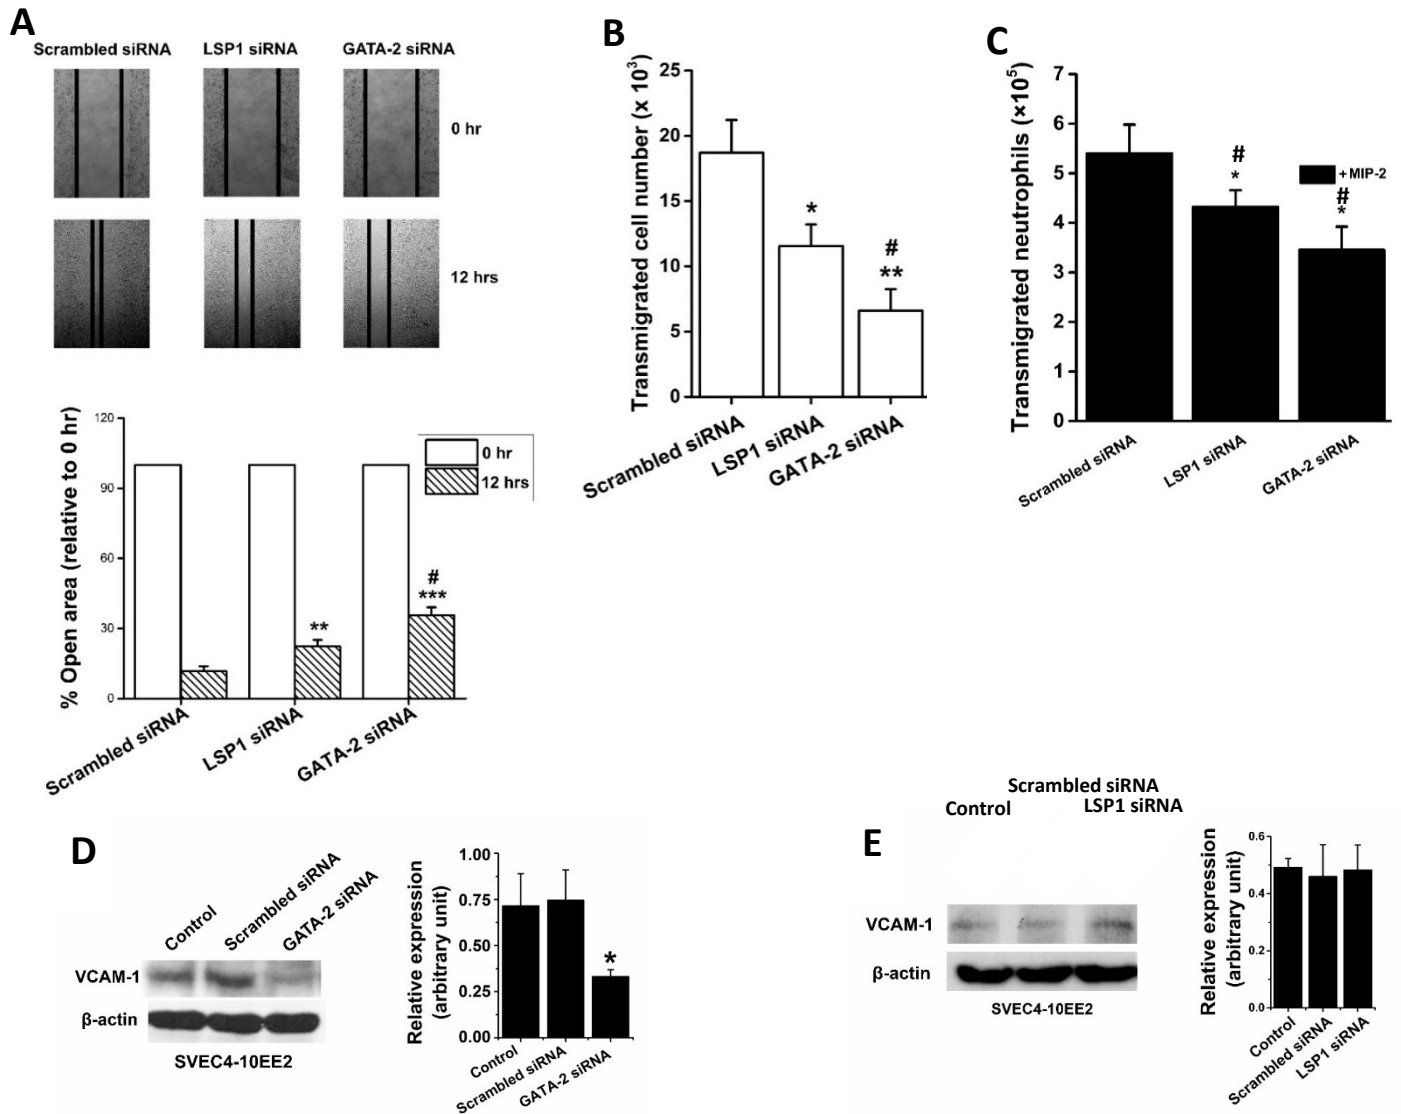 A
Scrambled siRNA LSP1 siRNA GATA-2 siRNA
0 hr
12 hrs
% Open area (relative to 0 hr)
120
90
60
30
0
0 hr
12 hrs
**
#
***
Scrambled siRNA
LSP1 siRNA
GATA-2 siRNA
B
Transmigrated cell number (x 10³)
25
20
15
10
5
0
*
#
**
Scrambled siRNA
LSP1 siRNA
GATA-2 siRNA
C
Transmigrated neutrophils (×10⁵)
7
6
5
4
3
2
1
0
+MIP-2
#
*
#
*
Scrambled siRNA
LSP1 siRNA
GATA-2 siRNA
D
Control
Scrambled siRNA
GATA-2 siRNA
VCAM-1
β-actin
SVEC4-10EE2
Relative expression
(arbitrary unit)
1.00
0.75
0.50
0.25
0.00
*
Control
Scrambled siRNA
GATA-2 siRNA
E
Scrambled siRNA
Control LSP1 siRNA
VCAM-1
β-actin
SVEC4-10EE2
Relative expression
(arbitrary unit)
0.6
0.4
0.2
0.0
Control
Scrambled siRNA
LSP1 siRNA